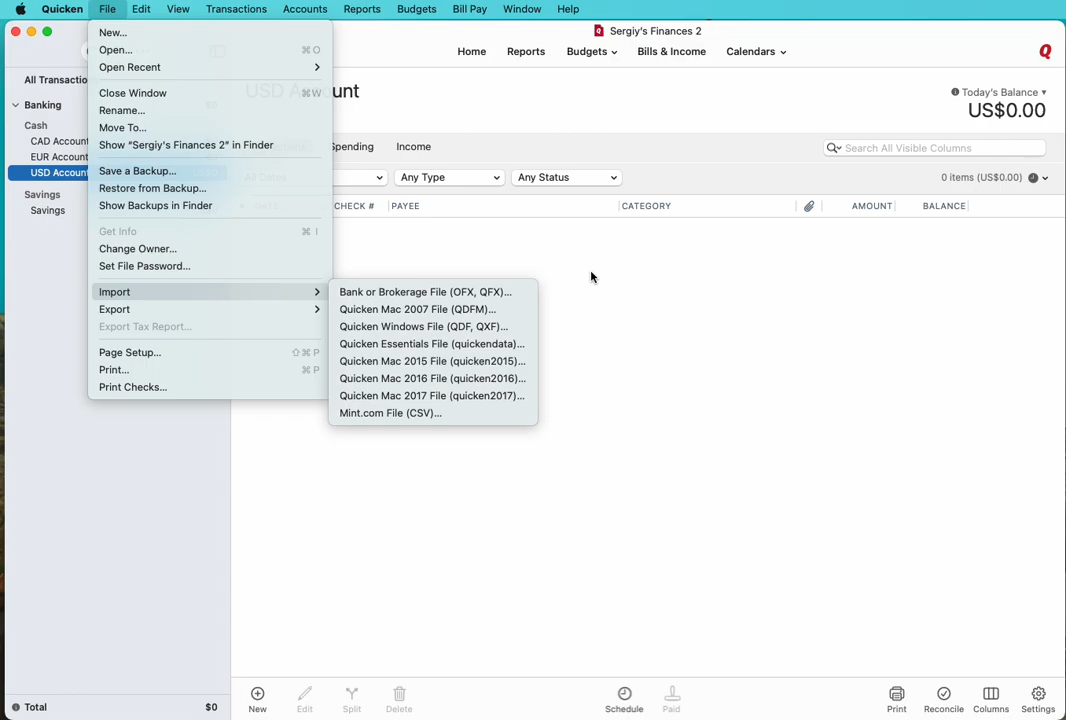 Quicken File Edit View Transactions Accounts Reports Budgets Bill Pay Window Help
Sergiy's Finances 2
Home Reports Budgets Bills & Income Calendars
New...
Open... ⌘ O
Open Recent
Close Window ⌘W
Rename...
Move To...
Show “Sergiy's Finances 2” in Finder
Save a Backup...
Restore from Backup...
Show Backups in Finder
Get Info ⌘ I
Change Owner...
Set File Password...
Import
Export
Export Tax Report...
Page Setup... ⇧⌘ P
Print... ⌘ P
Print Checks...
Bank or Brokerage File (OFX, QFX)...
Quicken Mac 2007 File (QDFM)...
Quicken Windows File (QDF, QXF)...
Quicken Essentials File (quickendata)...
Quicken Mac 2015 File (quicken2015)...
Quicken Mac 2016 File (quicken2016)...
Quicken Mac 2017 File (quicken2017)...
Mint.com File (CSV)...
All Transactio
Banking $0
Cash
CAD Account
EUR Account
USD Account
Savings
Savings
Total $0
USD Account
Today's Balance
US$0.00
Spending Income
Search All Visible Columns
Any Type Any Status 0 items (US$0.00)
CHECK # PAYEE CATEGORY AMOUNT BALANCE
New Edit Split Delete Schedule Paid Print Reconcile Columns Settings